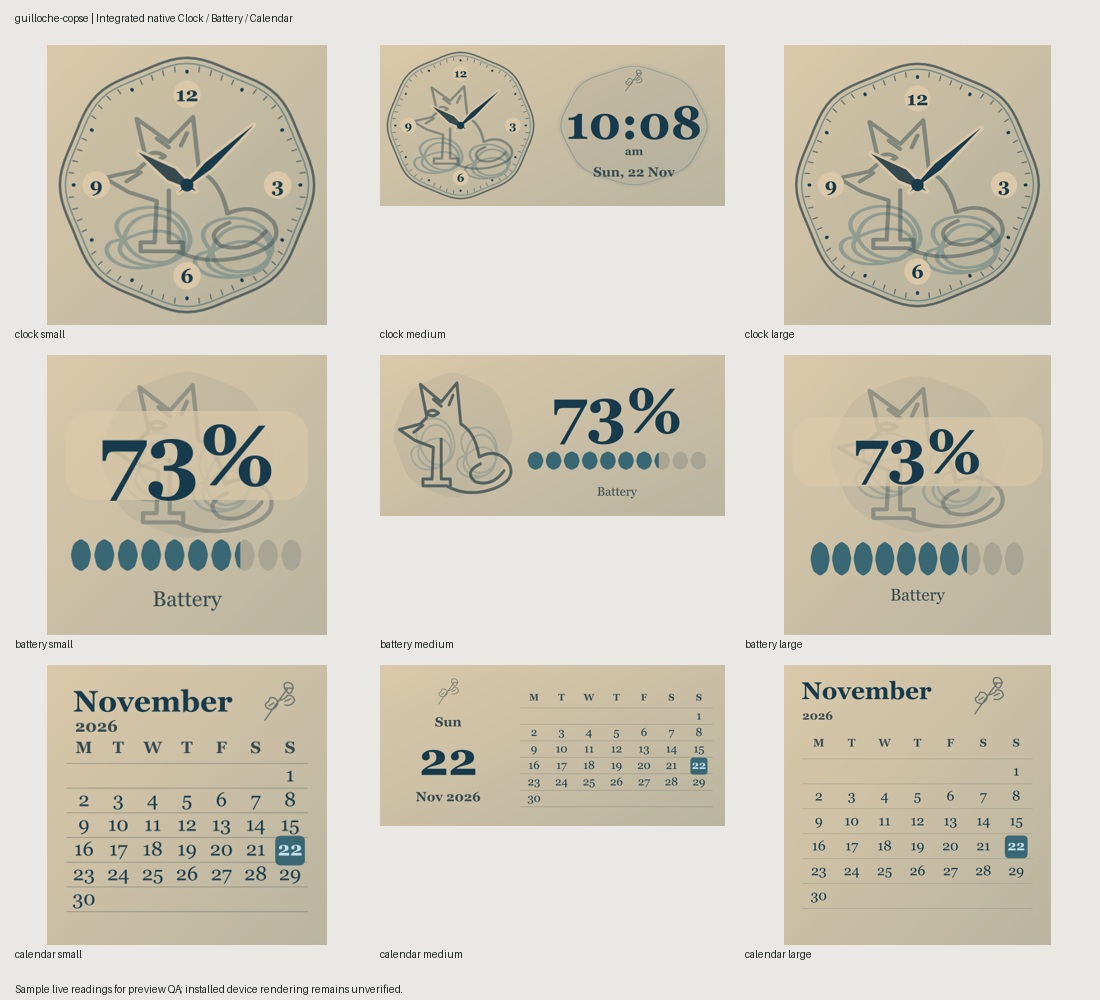 guilloche-copse | Integrated native Clock / Battery / Calendar
12
9
3
6
clock small
12
9
3
6
10:08
am
Sun, 22 Nov
clock medium
12
9
3
6
clock large
73%
Battery
battery small
73%
Battery
battery medium
73%
Battery
battery large
November
2026
M T W T F S S
1
2 3 4 5 6 7 8
9 10 11 12 13 14 15
16 17 18 19 20 21 22
23 24 25 26 27 28 29
30
calendar small
Sun
22
Nov 2026
M T W T F S S
1
2 3 4 5 6 7 8
9 10 11 12 13 14 15
16 17 18 19 20 21 22
23 24 25 26 27 28 29
30
calendar medium
November
2026
M T W T F S S
1
2 3 4 5 6 7 8
9 10 11 12 13 14 15
16 17 18 19 20 21 22
23 24 25 26 27 28 29
30
calendar large
Sample live readings for preview QA; installed device rendering remains unverified.